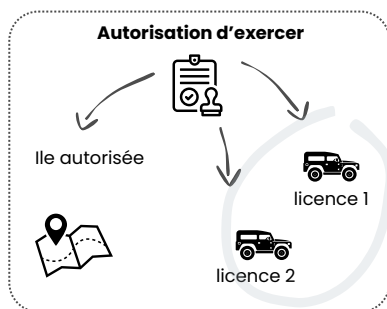 Autorisation d’exercer
Ile autorisée
licence 1
licence 2